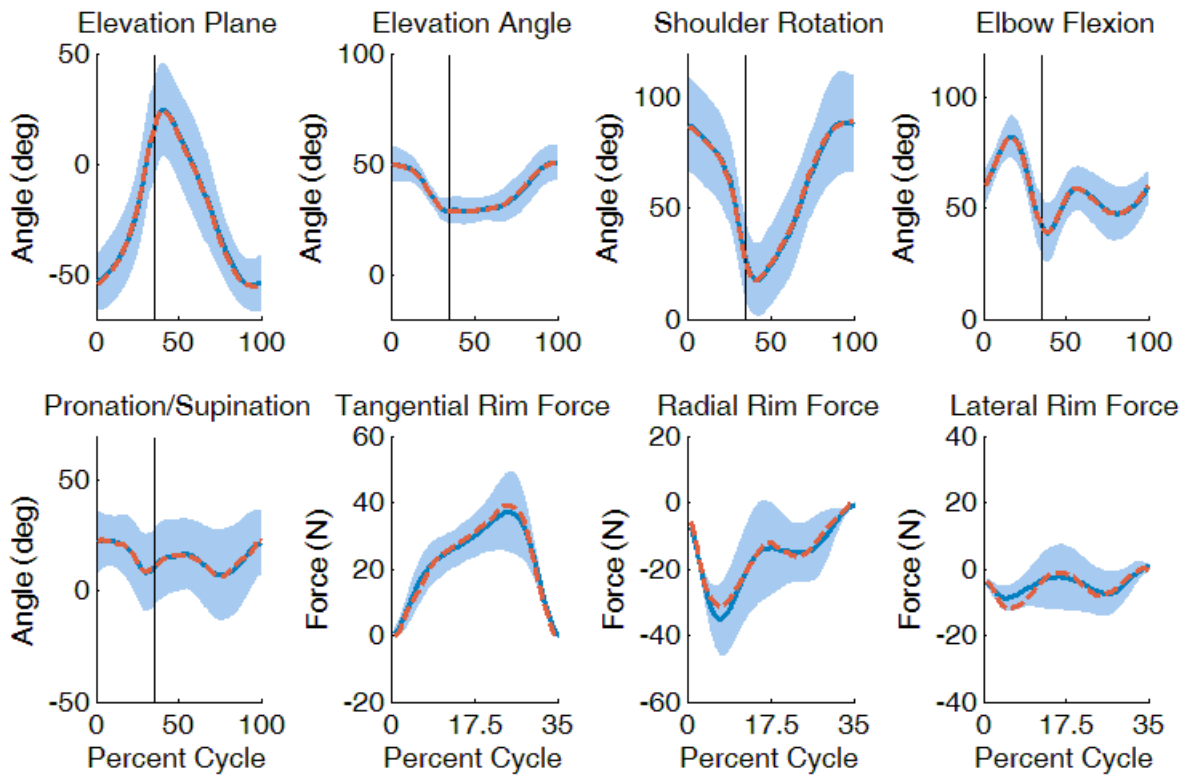 Elevation Plane
Elevation Angle
Shoulder Rotation
Elbow Flexion
50
0
-50
Angle (deg)
0 50 100
100
50
0
Angle (deg)
0 50 100
100
50
0
Angle (deg)
0 50 100
100
50
0
Angle (deg)
0 50 100
Pronation/Supination
Tangential Rim Force
Radial Rim Force
Lateral Rim Force
50
0
-50
Angle (deg)
0 50 100
Percent Cycle
60
40
20
0
-20
Force (N)
0 17.5 35
Percent Cycle
20
0
-20
-40
-60
Force (N)
0 17.5 35
Percent Cycle
40
20
0
-20
-40
Force (N)
0 17.5 35
Percent Cycle